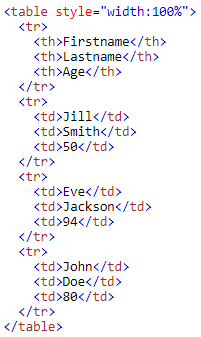 <table style="width:100%">
  <tr>
    <th>Firstname</th>
    <th>Lastname</th>
    <th>Age</th>
  </tr>
  <tr>
    <td>Jill</td>
    <td>Smith</td>
    <td>50</td>
  </tr>
  <tr>
    <td>Eve</td>
    <td>Jackson</td>
    <td>94</td>
  </tr>
  <tr>
    <td>John</td>
    <td>Doe</td>
    <td>80</td>
  </tr>
</table>